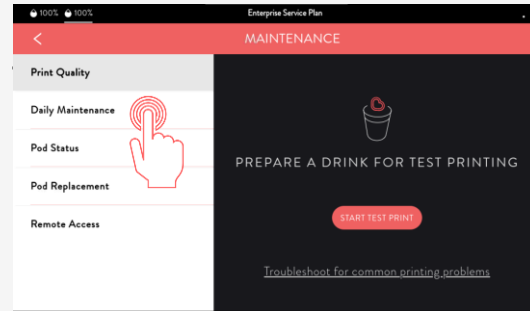 100% 100% Enterprise Service Plan
MAINTENANCE
Print Quality
Daily Maintenance
Pod Status
Pod Replacement
Remote Access
PREPARE A DRINK FOR TEST PRINTING
START TEST PRINT
Troubleshoot for common printing problems